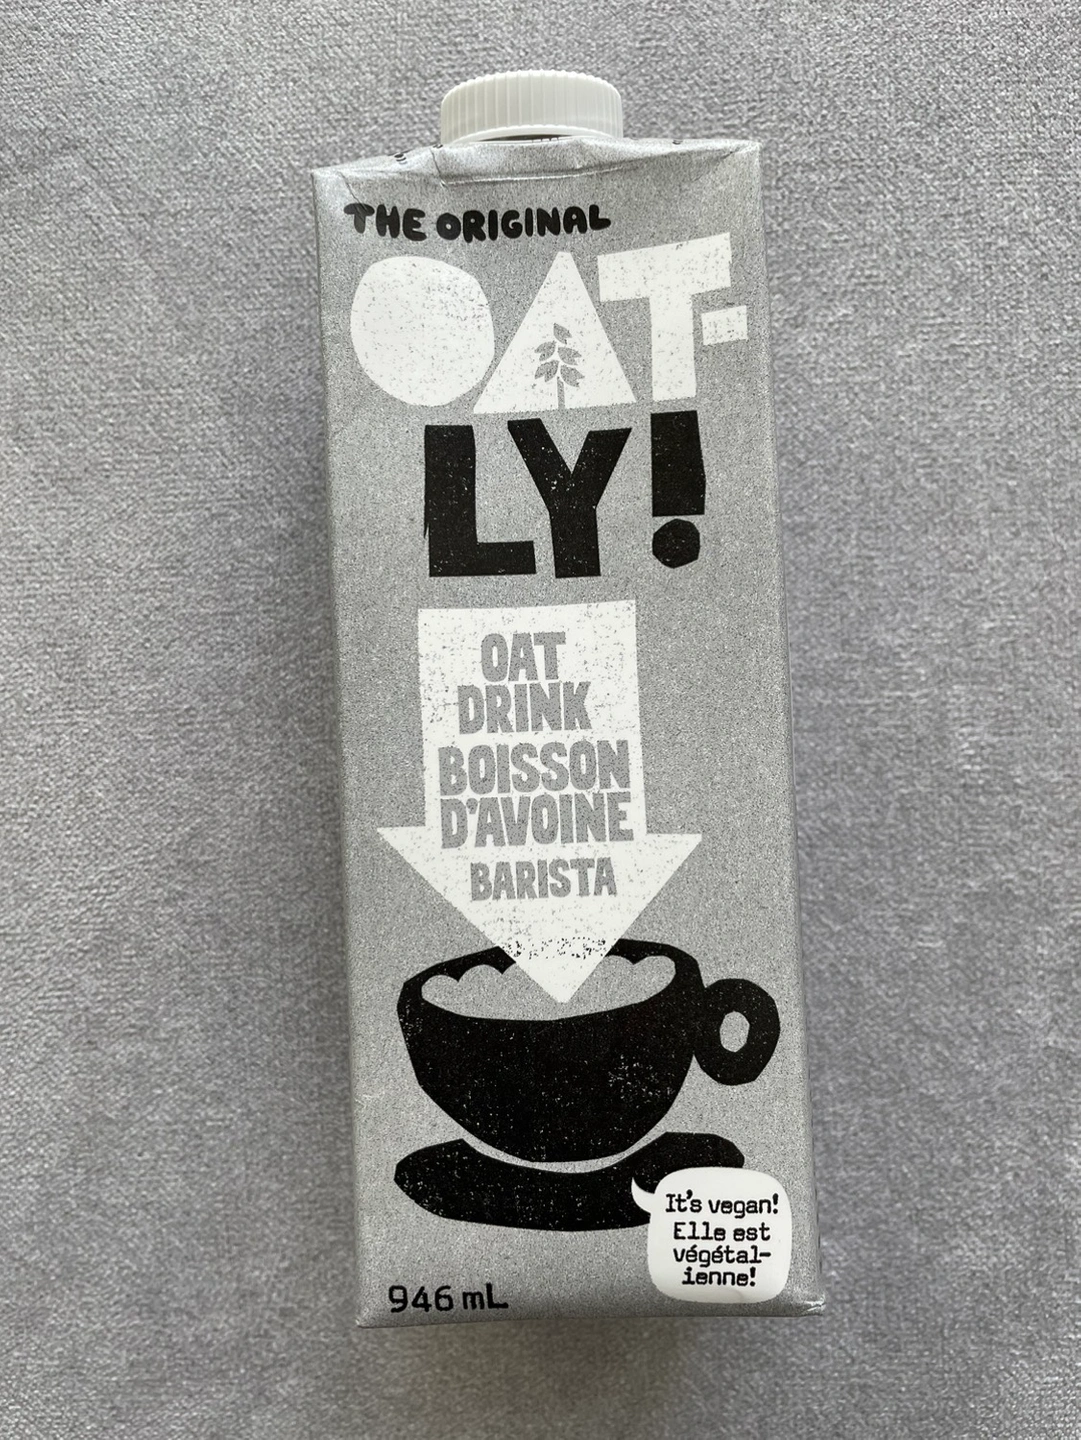 THE ORIGINAL
OAT-
LY!
OAT
DRINK
BOISSON
D'AVOINE
BARISTA
It's vegan!
Elle est
végétal-
ienne!
946 mL